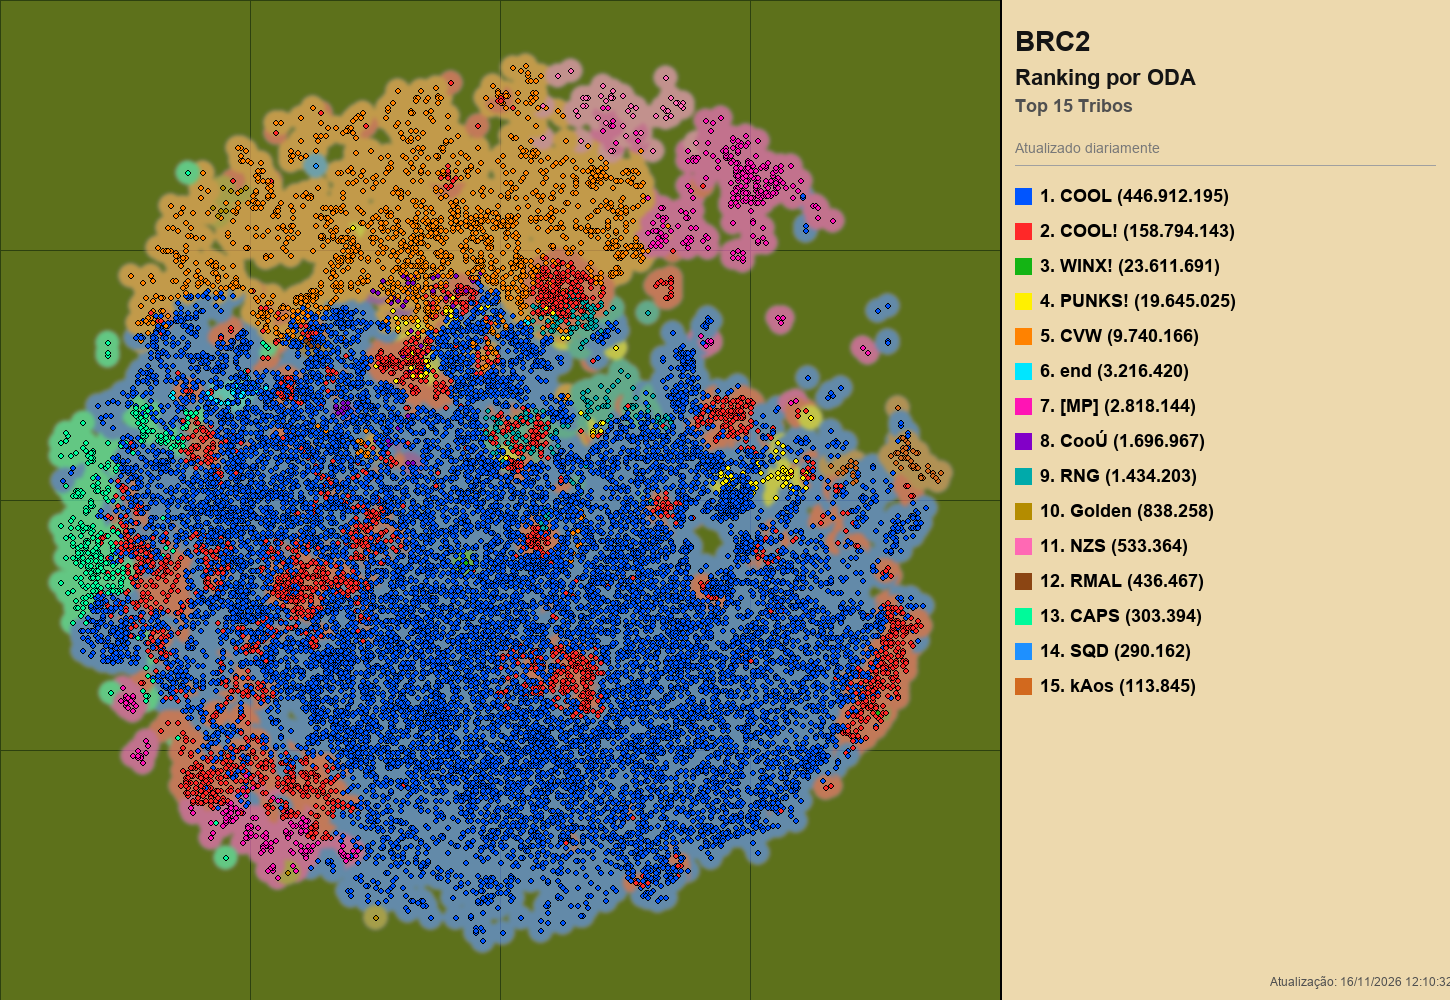 BRC2
Ranking por ODA
Top 15 Tribos
Atualizado diariamente
1. COOL (446.912.195)
2. COOL! (158.794.143)
3. WINX! (23.611.691)
4. PUNKS! (19.645.025)
5. CVW (9.740.166)
6. end (3.216.420)
7. [MP] (2.818.144)
8. CooÚ (1.696.967)
9. RNG (1.434.203)
10. Golden (838.258)
11. NZS (533.364)
12. RMAL (436.467)
13. CAPS (303.394)
14. SQD (290.162)
15. kAos (113.845)
Atualização: 16/11/2026 12:10:32